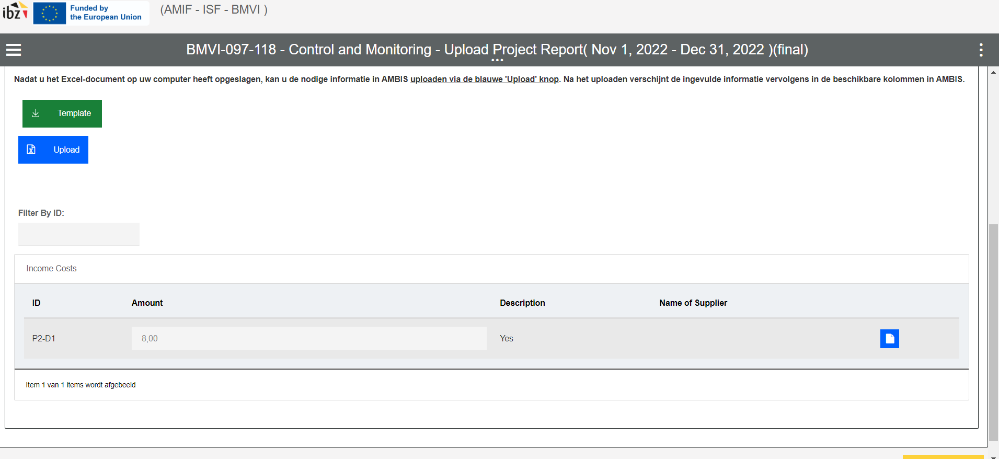 ibz
Funded by
the European Union
(AMIF - ISF - BMVI )
BMVI-097-118 - Control and Monitoring - Upload Project Report( Nov 1, 2022 - Dec 31, 2022 )(final)
...
Nadat u het Excel-document op uw computer heeft opgeslagen, kan u de nodige informatie in AMBIS uploaden via de blauwe 'Upload' knop. Na het uploaden verschijnt de ingevulde informatie vervolgens in de beschikbare kolommen in AMBIS.
Template
Upload
Filter By ID:
Income Costs
ID Amount Description Name of Supplier
P2-D1 8,00 Yes
Item 1 van 1 items wordt afgebeeld